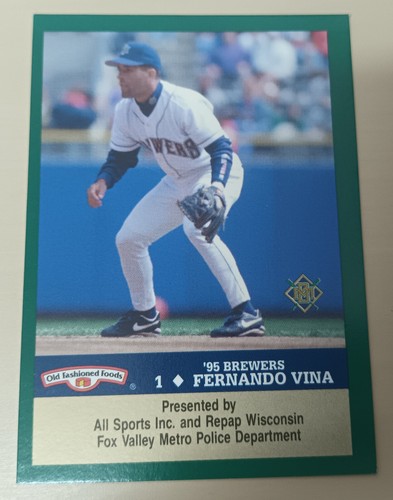 WERS
'95 BREWERS
Old Fashioned Foods ®
1 ♦ FERNANDO VINA
Presented by
All Sports Inc. and Repap Wisconsin
Fox Valley Metro Police Department